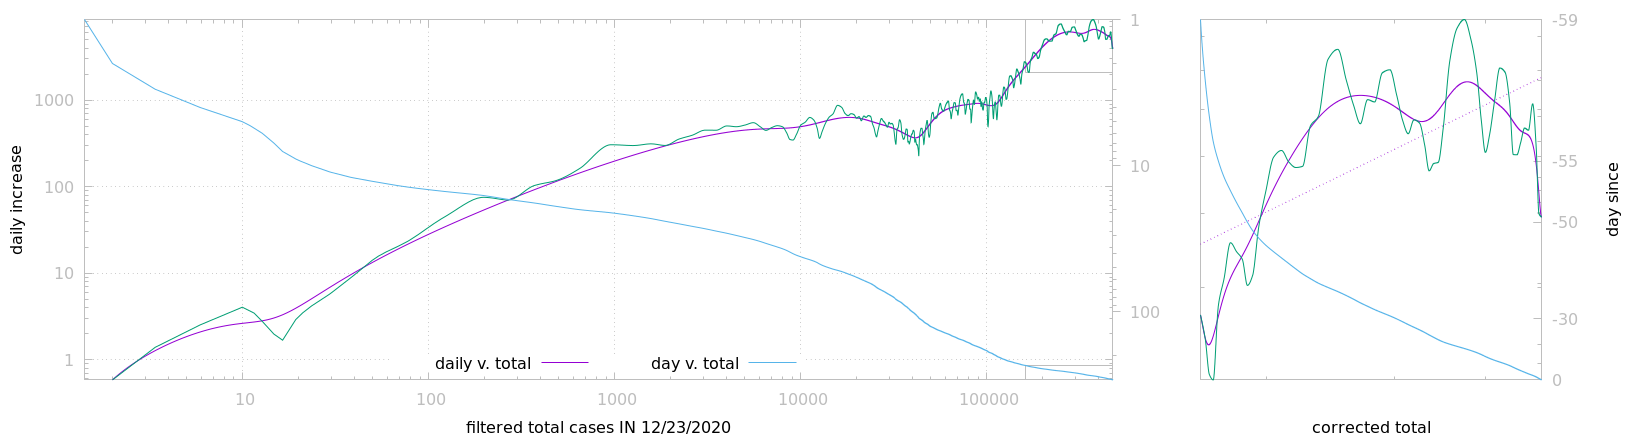 1
-59
1000
10
-55
100
-50
10
100
-30
1
daily v. total
day v. total
0
10
100
1000
10000
100000
daily increase
day since
filtered total cases IN 12/23/2020
corrected total